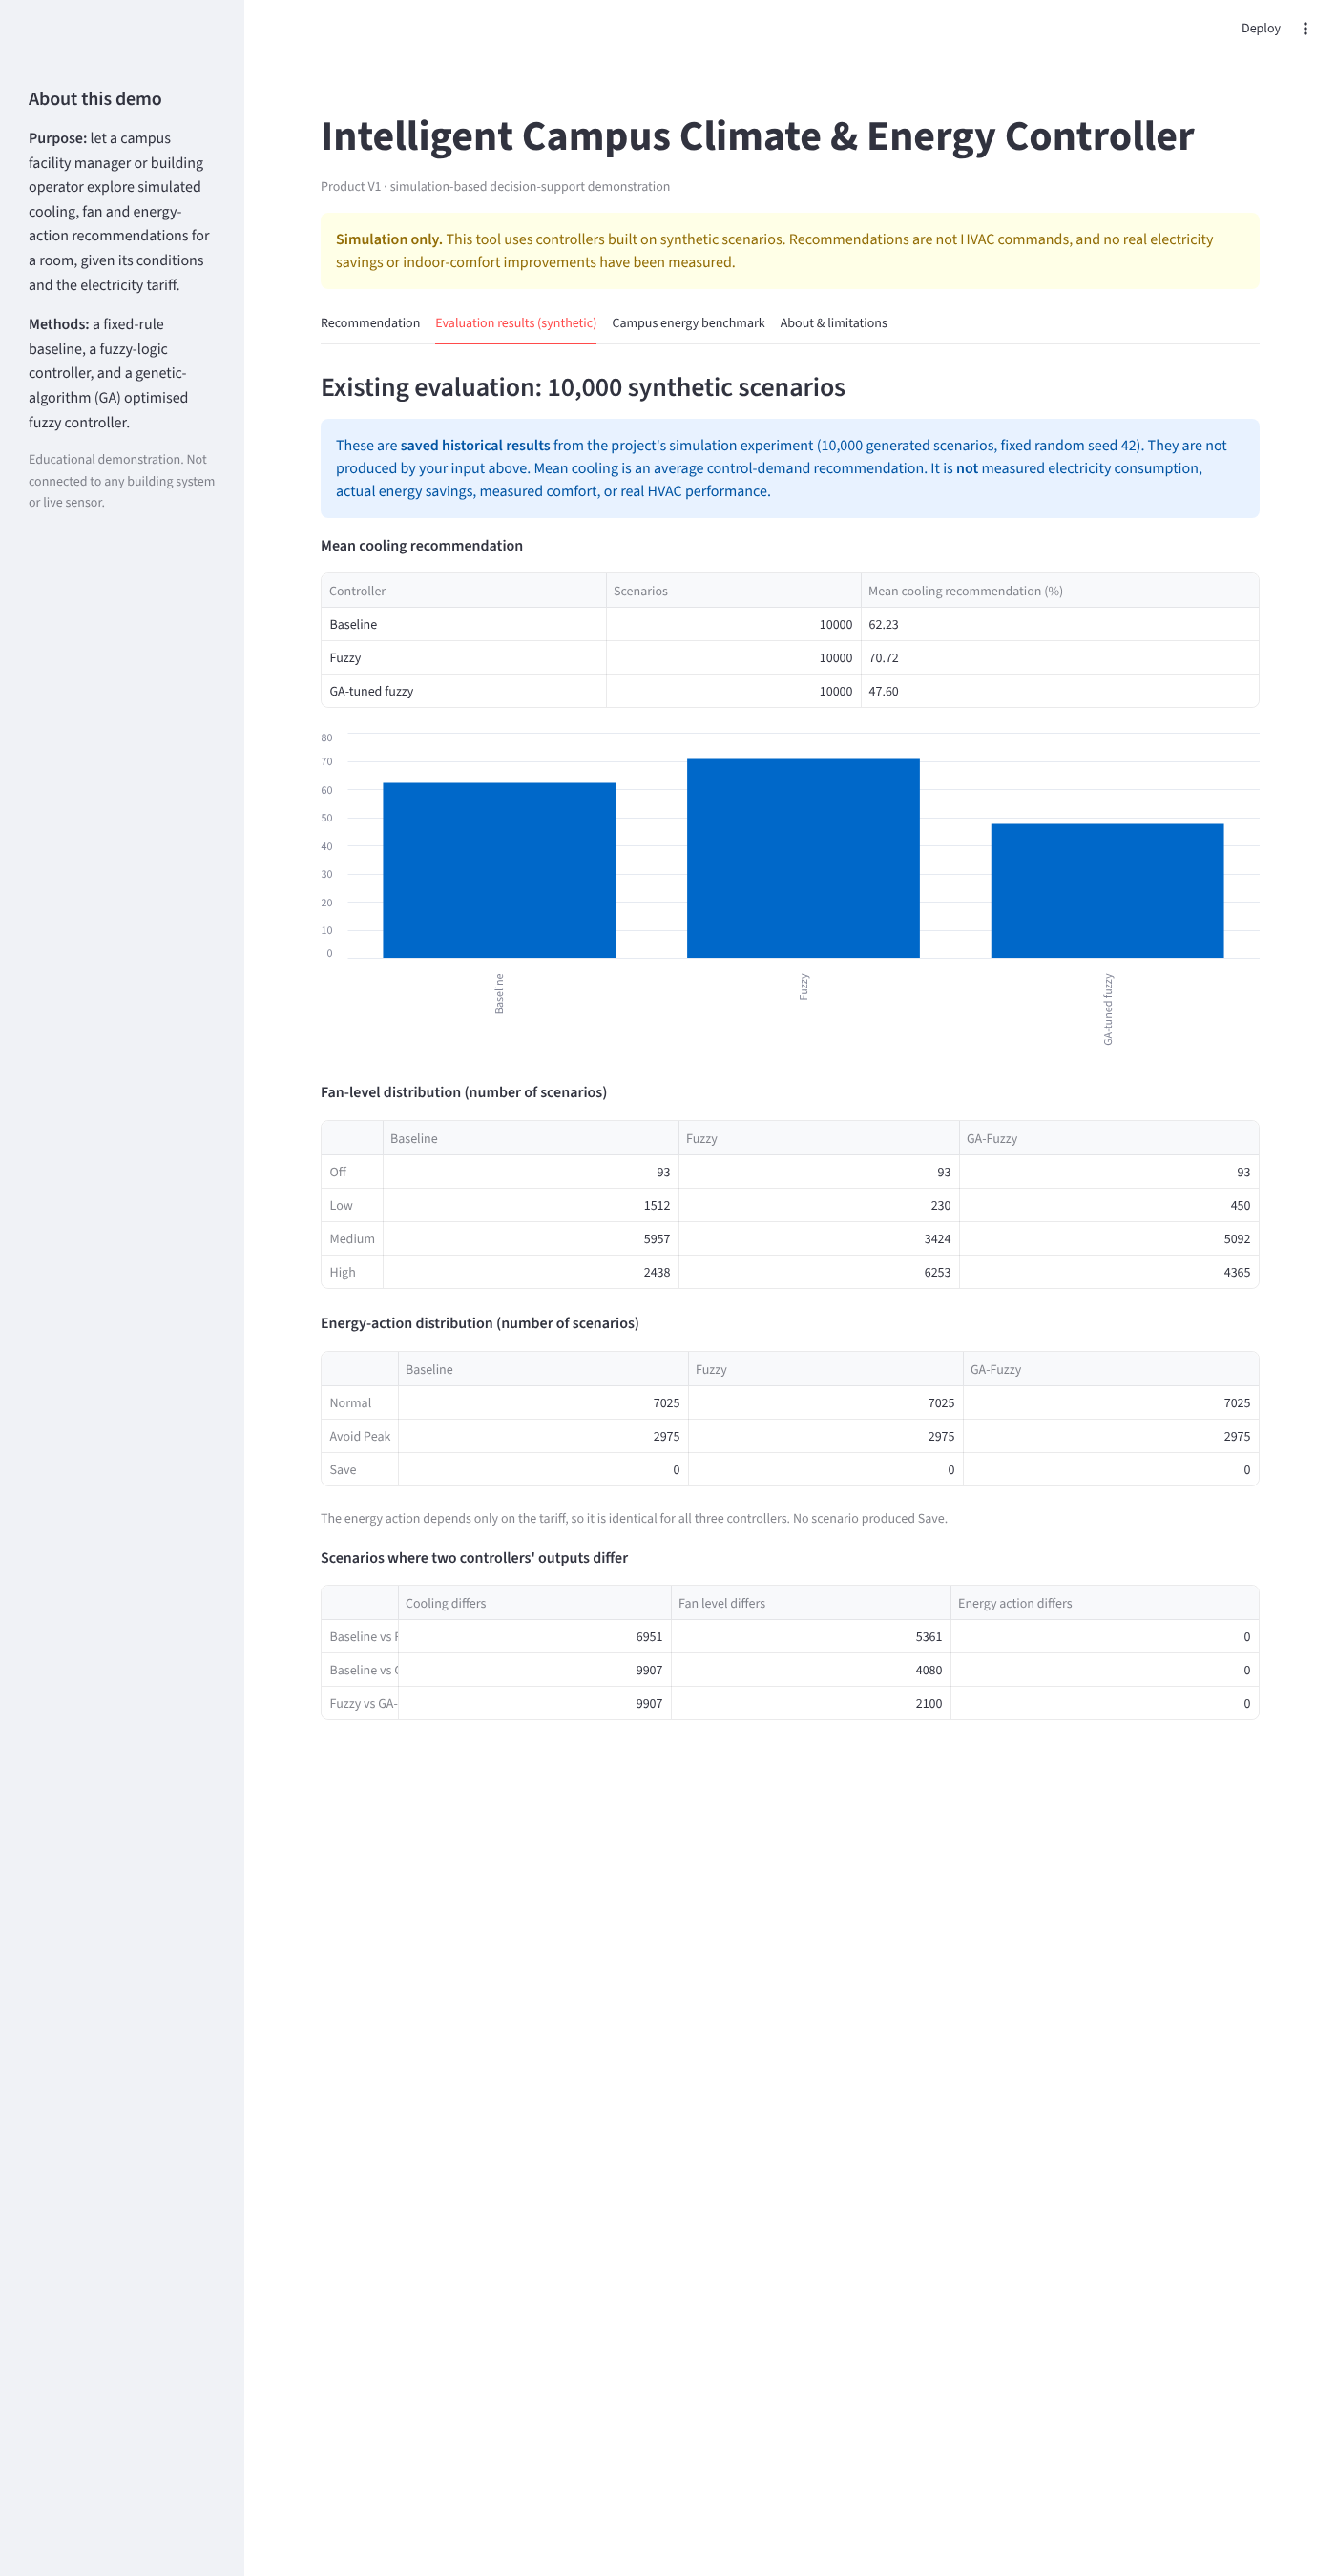 Deploy
About this demo
Purpose: let a campus
facility manager or building
operator explore simulated
cooling, fan and energy-
action recommendations for
a room, given its conditions
and the electricity tariff.
Methods: a fixed-rule
baseline, a fuzzy-logic
controller, and a genetic-
algorithm (GA) optimised
fuzzy controller.
Educational demonstration. Not
connected to any building system
or live sensor.
Intelligent Campus Climate & Energy Controller
Product V1 · simulation-based decision-support demonstration
Simulation only. This tool uses controllers built on synthetic scenarios. Recommendations are not HVAC commands, and no real electricity
savings or indoor-comfort improvements have been measured.
Recommendation Evaluation results (synthetic) Campus energy benchmark About & limitations
Existing evaluation: 10,000 synthetic scenarios
These are saved historical results from the project's simulation experiment (10,000 generated scenarios, fixed random seed 42). They are not
produced by your input above. Mean cooling is an average control-demand recommendation. It is not measured electricity consumption,
actual energy savings, measured comfort, or real HVAC performance.
Mean cooling recommendation
Controller Scenarios Mean cooling recommendation (%)
Baseline 10000 62.23
Fuzzy 10000 70.72
GA-tuned fuzzy 10000 47.60
80
70
60
50
40
30
20
10
0
Baseline
Fuzzy
GA-tuned fuzzy
Fan-level distribution (number of scenarios)
Baseline Fuzzy GA-Fuzzy
Off 93 93 93
Low 1512 230 450
Medium 5957 3424 5092
High 2438 6253 4365
Energy-action distribution (number of scenarios)
Baseline Fuzzy GA-Fuzzy
Normal 7025 7025 7025
Avoid Peak 2975 2975 2975
Save 0 0 0
The energy action depends only on the tariff, so it is identical for all three controllers. No scenario produced Save.
Scenarios where two controllers' outputs differ
Cooling differs Fan level differs Energy action differs
Baseline vs 6951 5361 0
Baseline vs 9907 4080 0
Fuzzy vs GA- 9907 2100 0